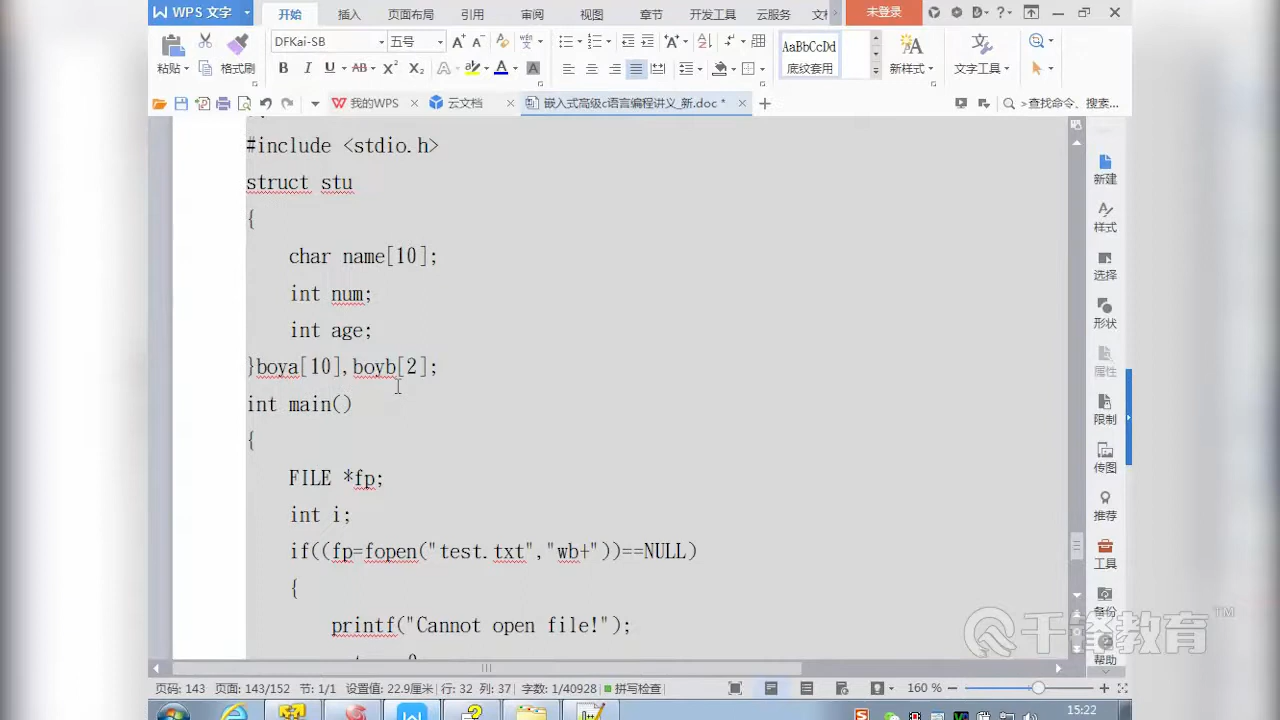 WPS 文字
开始 插入 页面布局 引用 审阅 视图 章节 开发工具 云服务
未登录
粘贴 格式刷
DFKai-SB 五号
AaBbCcDd
底纹套用
新样式 文字工具
我的WPS 云文档 嵌入式高级c语言编程讲义_新.doc * >查找命令、搜索...
#include <stdio.h>
struct stu
{
char name[10];
int num;
int age;
}boya[10],boyb[2];
int main()
{
FILE *fp;
int i;
if((fp=fopen("test.txt","wb+"))==NULL)
{
printf("Cannot open file!");
新建
样式
选择
形状
属性
限制
传图
推荐
工具
备份
帮助
千锋教育 TM
页码: 143 页面: 143/152 节: 1/1 设置值: 22.9厘米 行: 32 列: 37 字数: 1/40928 拼写检查 160 %
15:22